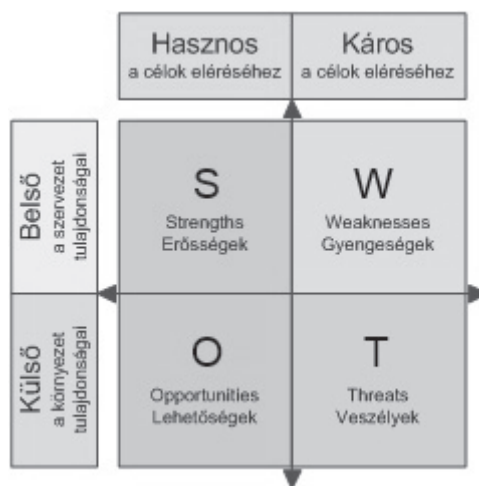 Hasznos
a célok eléréséhez
Káros
a célok eléréséhez
Belső
a szervezet
tulajdonságai
S
Strengths
Erősségek
W
Weaknesses
Gyengeségek
Külső
a környezet
tulajdonságai
O
Opportunities
Lehetőségek
T
Threats
Veszélyek